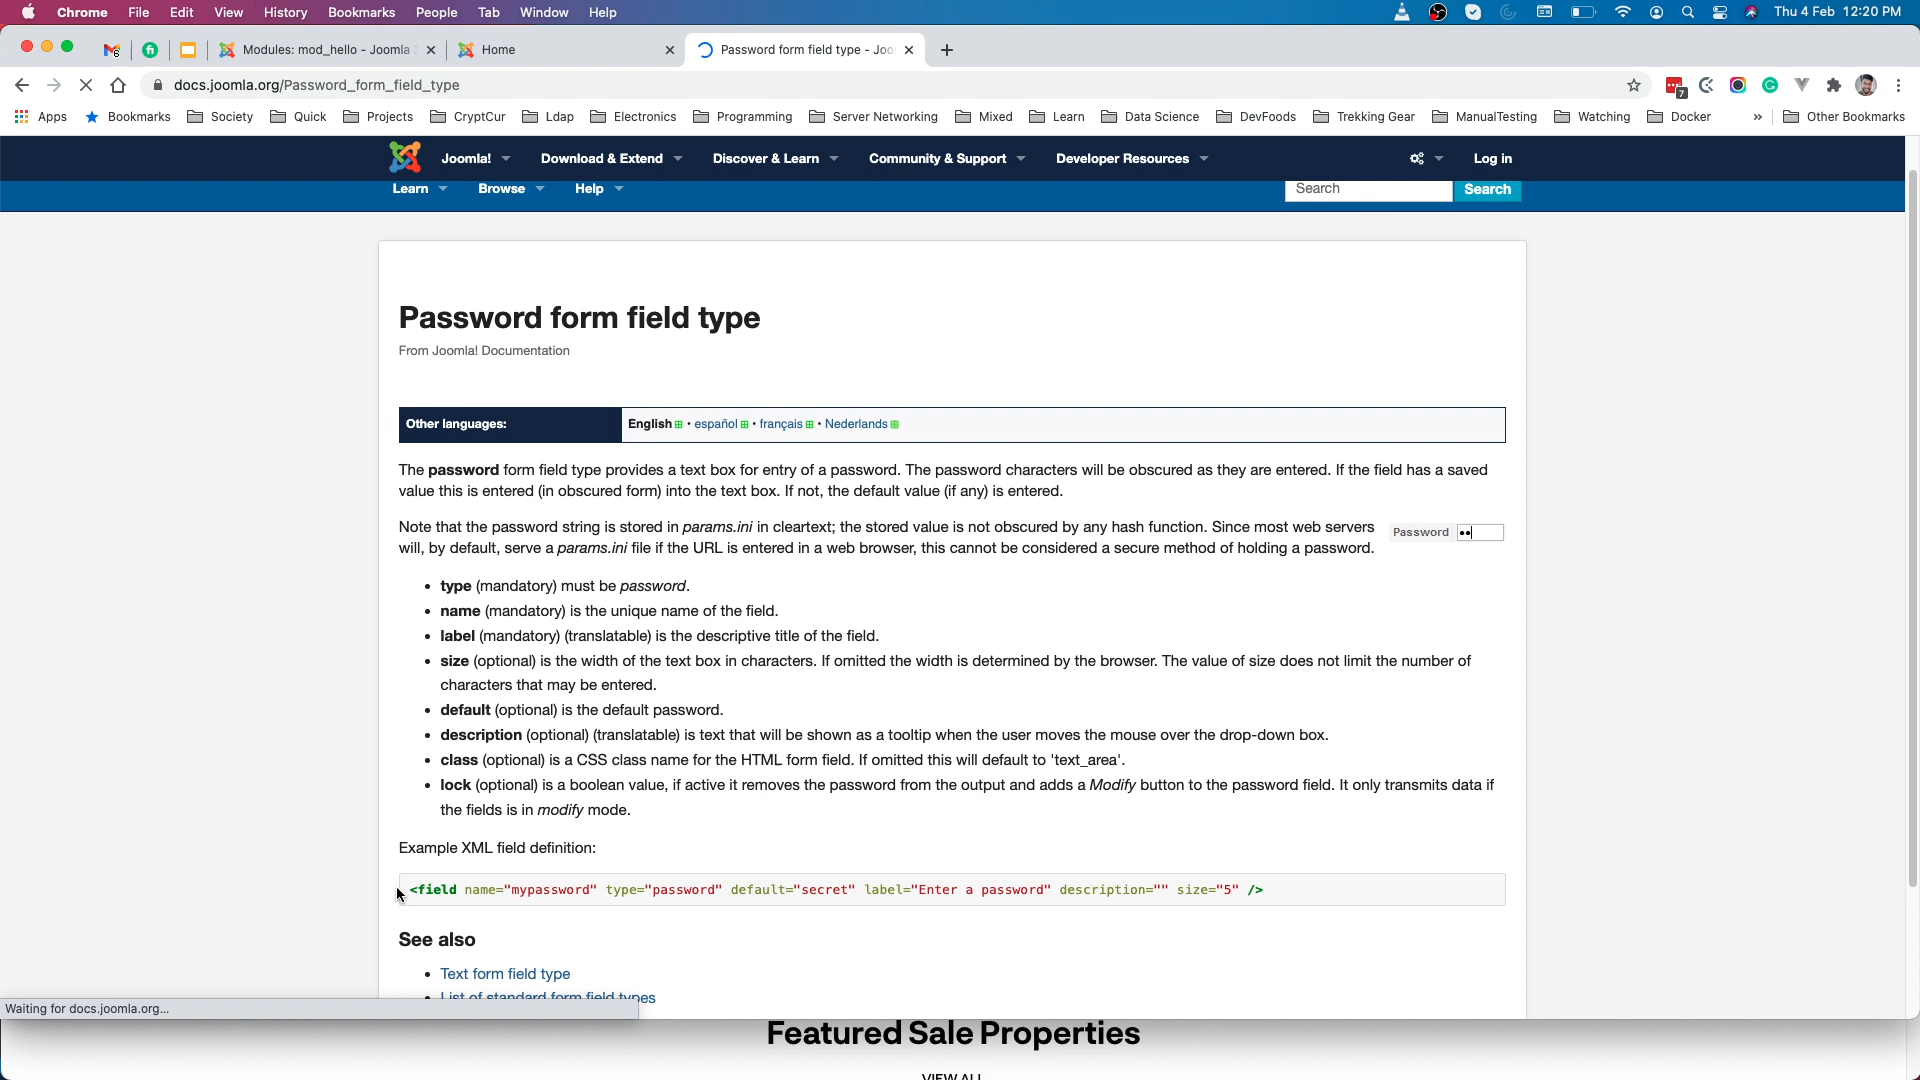 Chrome File Edit View History Bookmarks People Tab Window Help Thu 4 Feb 12:20 PM
6 Modules: mod_hello - Joomla Home Password form field type - Joo
docs.joomla.org/Password_form_field_type 7
Apps Bookmarks Society Quick Projects CryptCur Ldap Electronics Programming Server Networking Mixed Learn Data Science DevFoods Trekking Gear ManualTesting Watching Docker » Other Bookmarks
Joomla! Download & Extend Discover & Learn Community & Support Developer Resources Log in
Learn Browse Help Search Search
Password form field type
From Joomla! Documentation
Other languages: English • español • français • Nederlands
The password form field type provides a text box for entry of a password. The password characters will be obscured as they are entered. If the field has a saved
value this is entered (in obscured form) into the text box. If not, the default value (if any) is entered.
Note that the password string is stored in params.ini in cleartext; the stored value is not obscured by any hash function. Since most web servers
will, by default, serve a params.ini file if the URL is entered in a web browser, this cannot be considered a secure method of holding a password.
Password ••
• type (mandatory) must be password.
• name (mandatory) is the unique name of the field.
• label (mandatory) (translatable) is the descriptive title of the field.
• size (optional) is the width of the text box in characters. If omitted the width is determined by the browser. The value of size does not limit the number of
characters that may be entered.
• default (optional) is the default password.
• description (optional) (translatable) is text that will be shown as a tooltip when the user moves the mouse over the drop-down box.
• class (optional) is a CSS class name for the HTML form field. If omitted this will default to 'text_area'.
• lock (optional) is a boolean value, if active it removes the password from the output and adds a Modify button to the password field. It only transmits data if
the fields is in modify mode.
Example XML field definition:
<field name="mypassword" type="password" default="secret" label="Enter a password" description="" size="5" />
See also
• Text form field type
• List of standard form field types
Waiting for docs.joomla.org...
Featured Sale Properties
VIEW ALL